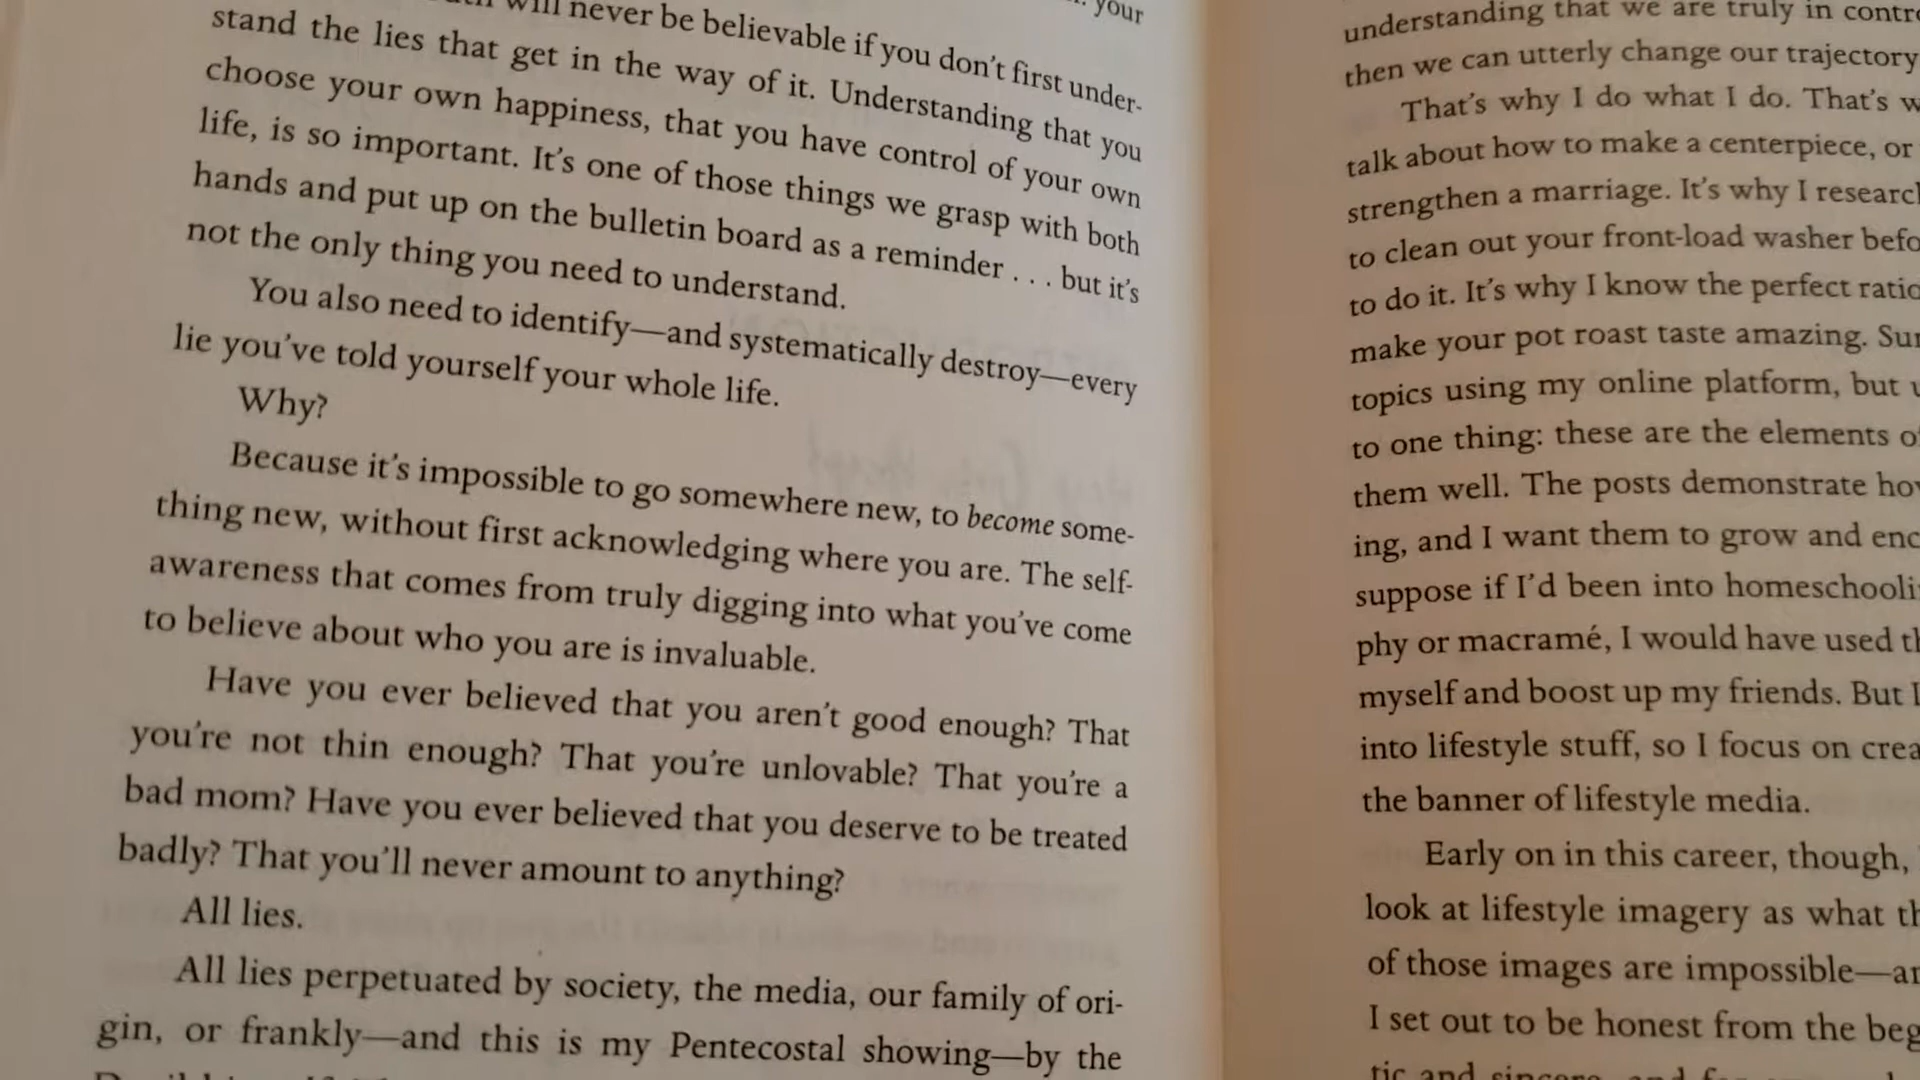 your
will never be believable if you don't first under-
stand the lies that get in the way of it. Understanding that you
choose your own happiness, that you have control of your own
life, is so important. It's one of those things we grasp with both
hands and put up on the bulletin board as a reminder . . . but it's
not the only thing you need to understand.
You also need to identify—and systematically destroy—every
lie you've told yourself your whole life.
Why?
Because it's impossible to go somewhere new, to become some-
thing new, without first acknowledging where you are. The self-
awareness that comes from truly digging into what you've come
to believe about who you are is invaluable.
Have you ever believed that you aren't good enough? That
you're not thin enough? That you're unlovable? That you're a
bad mom? Have you ever believed that you deserve to be treated
badly? That you'll never amount to anything?
All lies.
All lies perpetuated by society, the media, our family of ori-
gin, or frankly—and this is my Pentecostal showing—by the
understanding that we are truly in contr
then we can utterly change our trajectory
That's why I do what I do. That's w
talk about how to make a centerpiece, or
strengthen a marriage. It's why I researc
to clean out your front-load washer befo
to do it. It's why I know the perfect ratio
make your pot roast taste amazing. Sur
topics using my online platform, but u
to one thing: these are the elements o
them well. The posts demonstrate ho
ing, and I want them to grow and enc
suppose if I'd been into homeschooli
phy or macramé, I would have used th
myself and boost up my friends. But I
into lifestyle stuff, so I focus on crea
the banner of lifestyle media.
Early on in this career, though,
look at lifestyle imagery as what th
of those images are impossible—an
I set out to be honest from the beg
tic and sincere, and